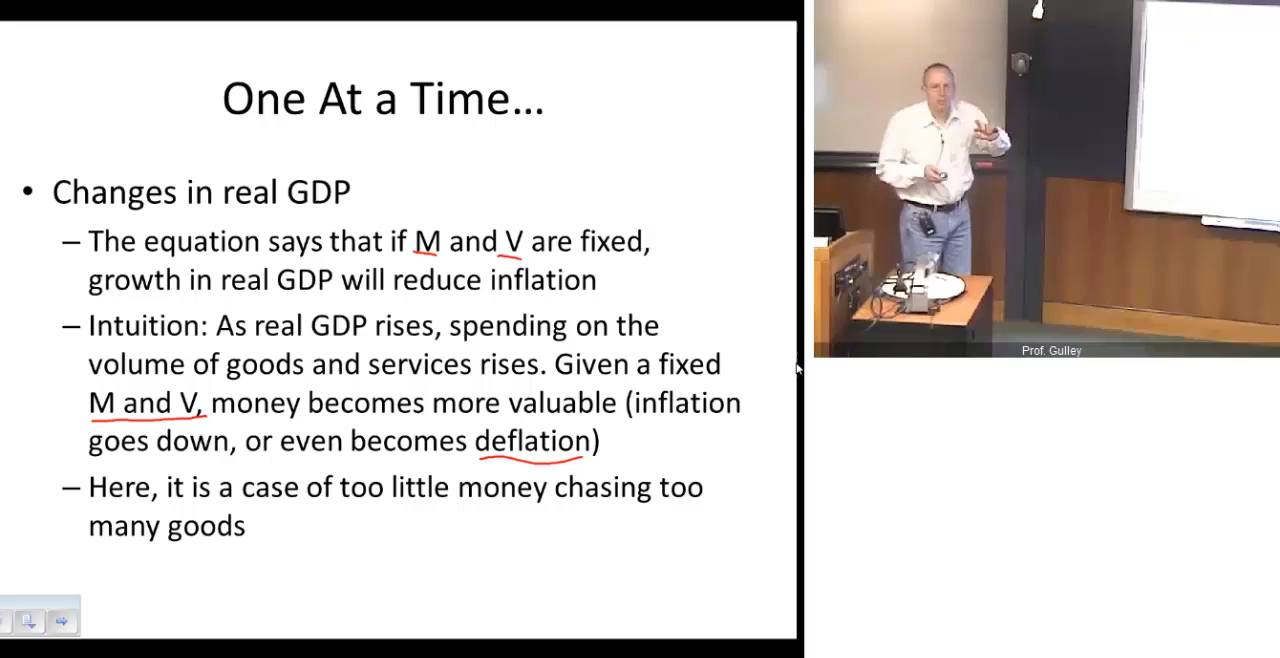 One At a Time...
• Changes in real GDP
– The equation says that if M and V are fixed,
growth in real GDP will reduce inflation
– Intuition: As real GDP rises, spending on the
volume of goods and services rises. Given a fixed
M and V, money becomes more valuable (inflation
goes down, or even becomes deflation)
– Here, it is a case of too little money chasing too
many goods
Prof. Gulley